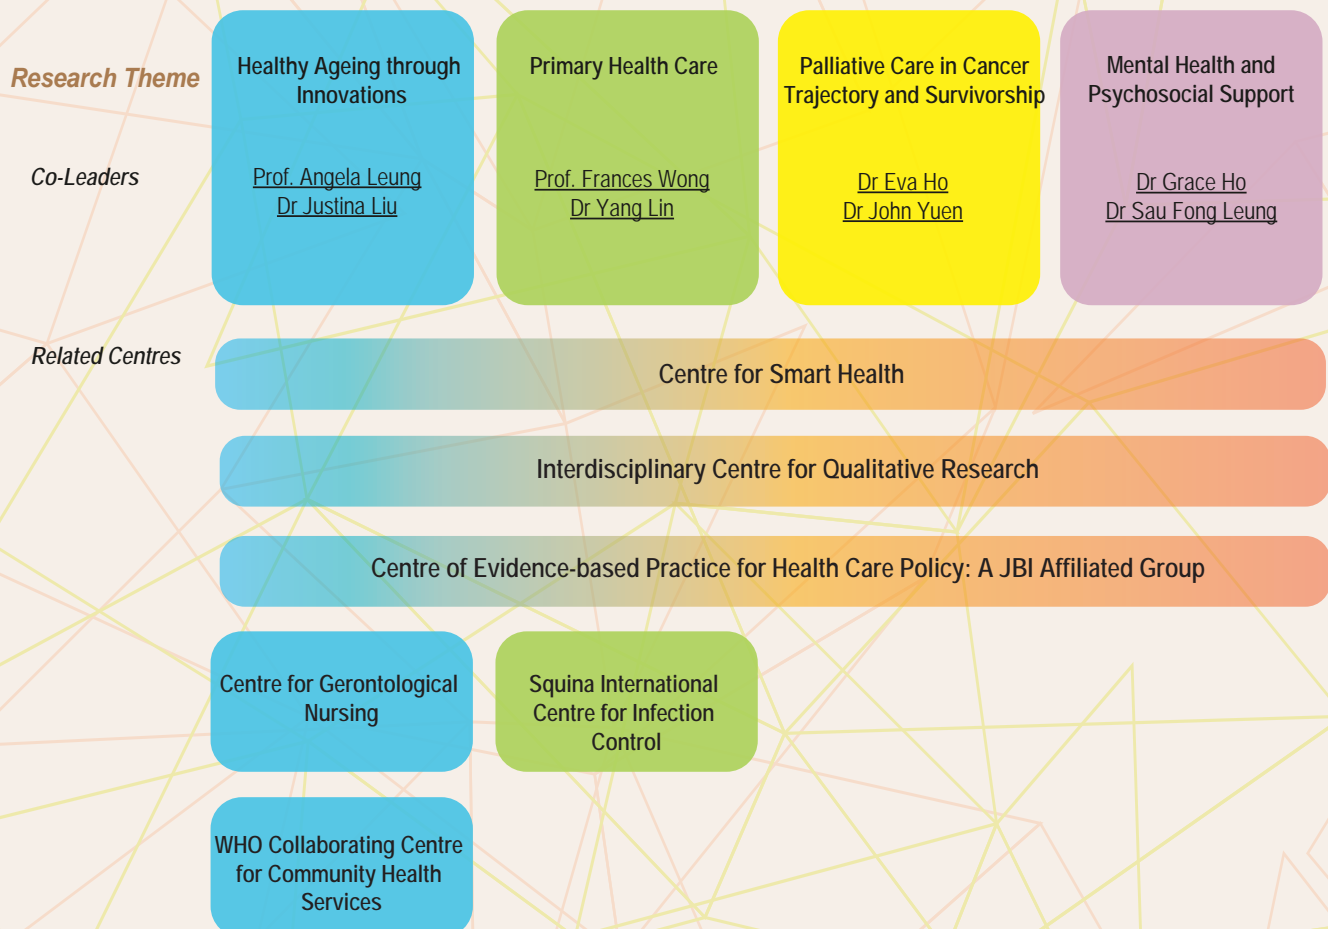 Research Theme
Healthy Ageing through
Innovations
Primary Health Care
Palliative Care in Cancer
Trajectory and Survivorship
Mental Health and
Psychosocial Support
Co-Leaders
Prof. Angela Leung
Dr Justina Liu
Prof. Frances Wong
Dr Yang Lin
Dr Eva Ho
Dr John Yuen
Dr Grace Ho
Dr Sau Fong Leung
Related Centres
Centre for Smart Health
Interdisciplinary Centre for Qualitative Research
Centre of Evidence-based Practice for Health Care Policy: A JBI Affiliated Group
Centre for Gerontological
Nursing
Squina International
Centre for Infection
Control
WHO Collaborating Centre
for Community Health
Services